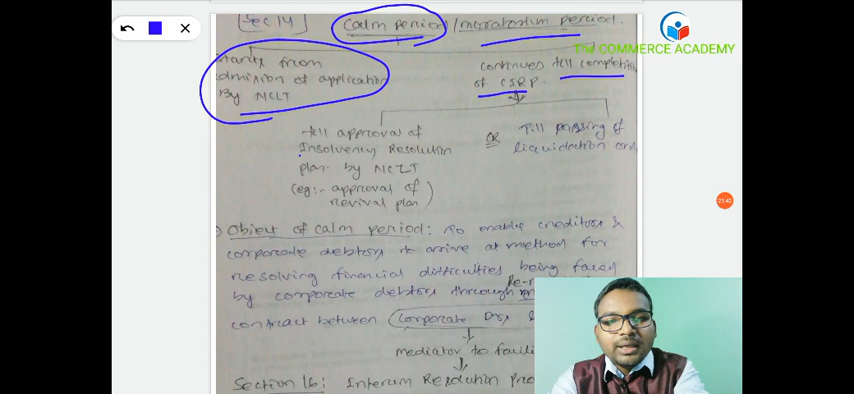 [Sec 14] Calm period / moratorium period.
The COMMERCE ACADEMY
starts from
admission of application
By NCLT
continues till completion
of CIRP.
till approval of
Insolvency Resolution
plan by NCLT
(eg:- approval of
revival plan)
OR
Till passing of
liquidation
21:42
Object of calm period: To enable creditors &
corporate debtors to arrive at method for
resolving financial difficulties being faced
by corporate debtors through
contract between corporate
mediator to
Section 16: Interim Resolution